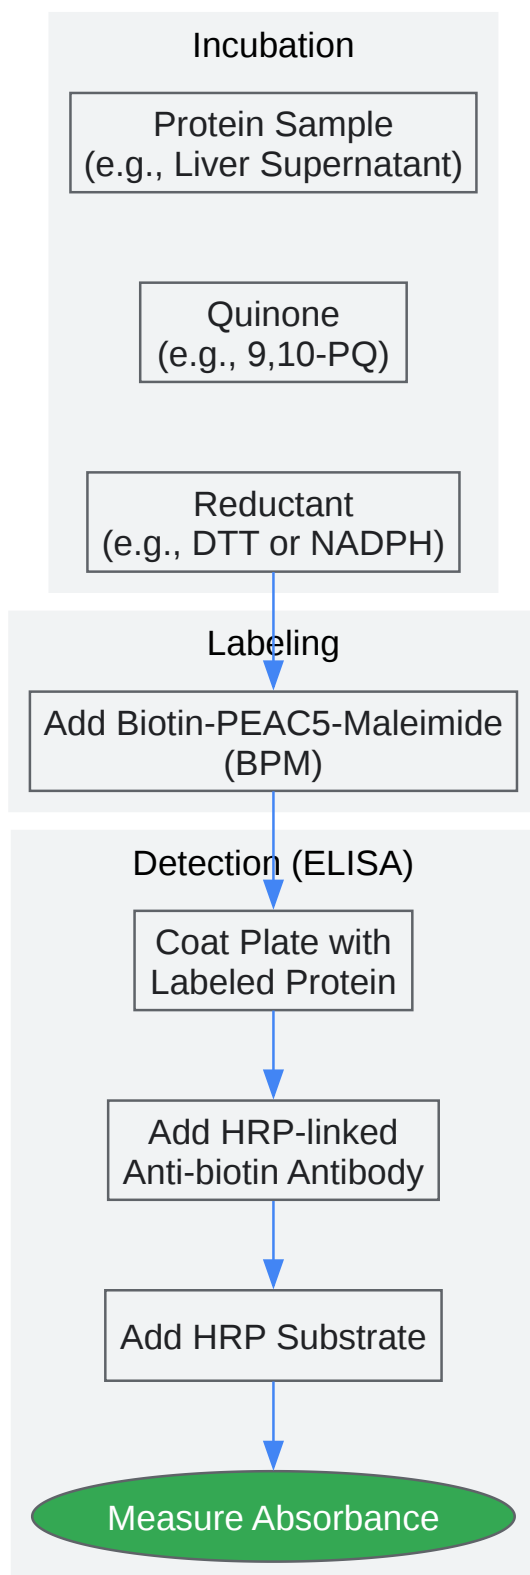 Incubation
Protein Sample
(e.g., Liver Supernatant)
Quinone
(e.g., 9,10-PQ)
Reductant
(e.g., DTT or NADPH)
Labeling
Add Biotin-PEAC5-Maleimide
(BPM)
Detection (ELISA)
Coat Plate with
Labeled Protein
Add HRP-linked
Anti-biotin Antibody
Add HRP Substrate
Measure Absorbance